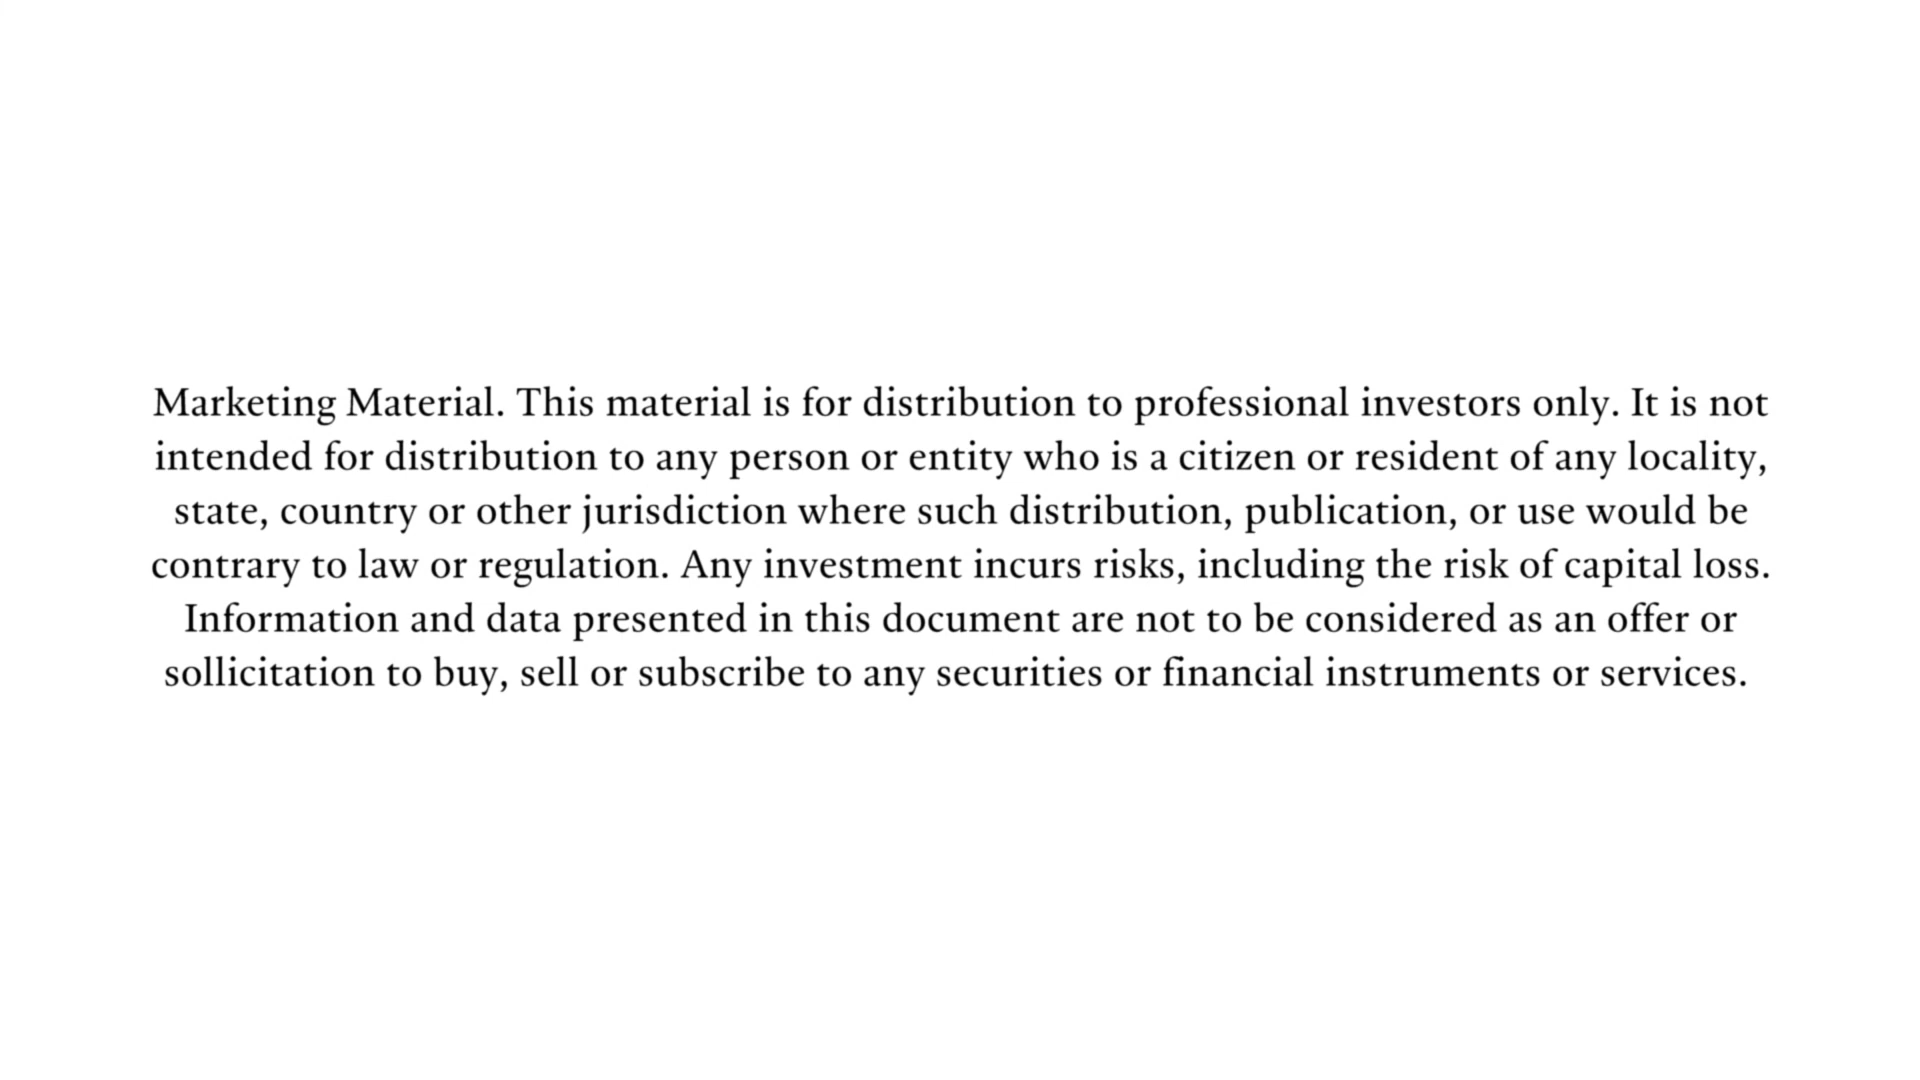 Marketing Material. This material is for distribution to professional investors only. It is not
intended for distribution to any person or entity who is a citizen or resident of any locality,
state, country or other jurisdiction where such distribution, publication, or use would be
contrary to law or regulation. Any investment incurs risks, including the risk of capital loss.
Information and data presented in this document are not to be considered as an offer or
sollicitation to buy, sell or subscribe to any securities or financial instruments or services.